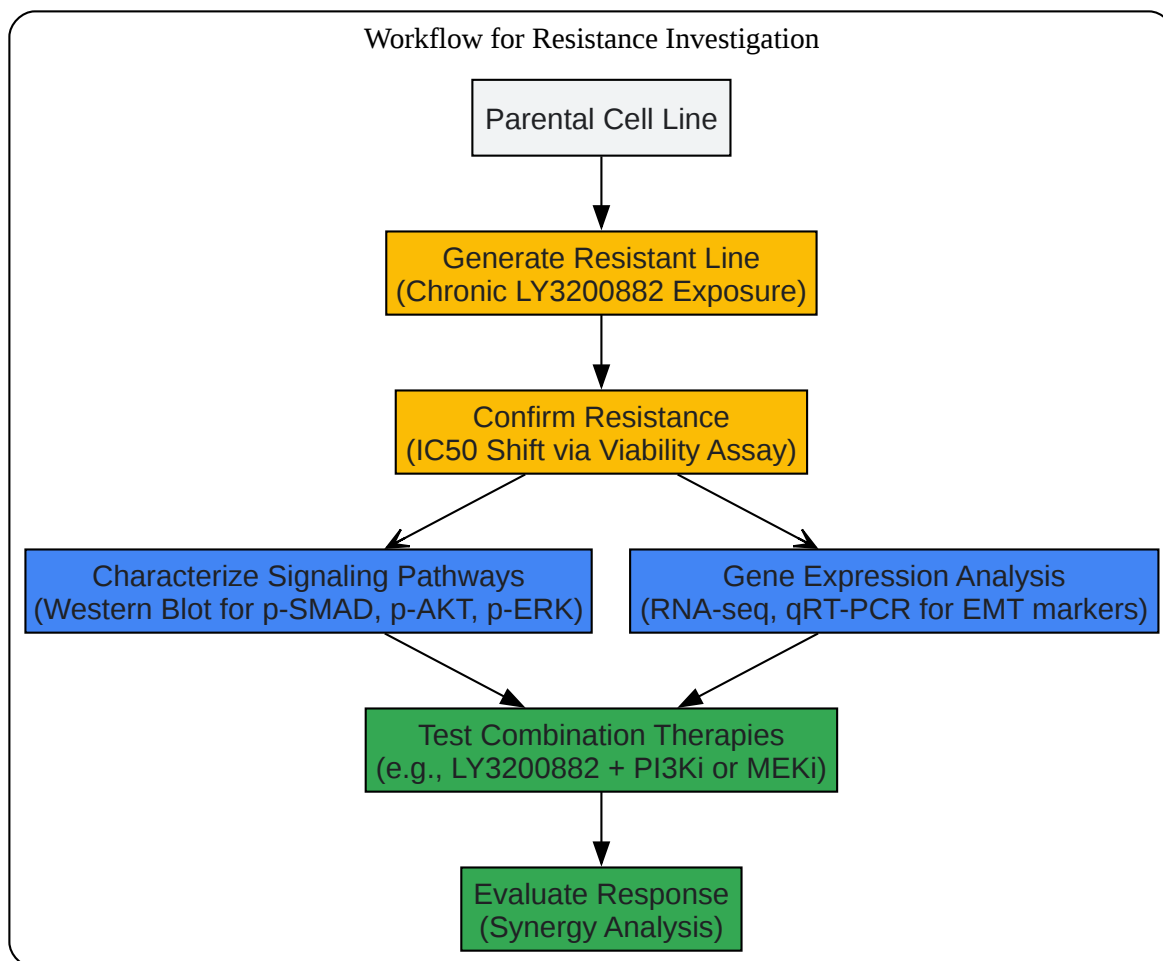 Workflow for Resistance Investigation
Parental Cell Line
Generate Resistant Line
(Chronic LY3200882 Exposure)
Confirm Resistance
(IC50 Shift via Viability Assay)
Characterize Signaling Pathways
(Western Blot for p-SMAD, p-AKT, p-ERK)
Gene Expression Analysis
(RNA-seq, qRT-PCR for EMT markers)
Test Combination Therapies
(e.g., LY3200882 + PI3Ki or MEKi)
Evaluate Response
(Synergy Analysis)